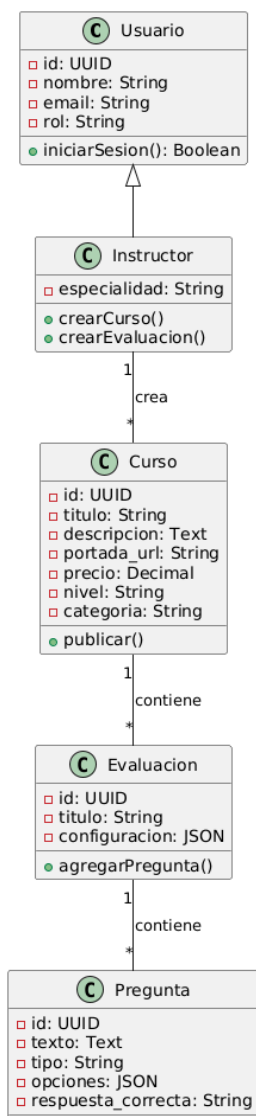 C Usuario
id: UUID
nombre: String
email: String
rol: String
iniciarSesion(): Boolean
C Instructor
especialidad: String
crearCurso()
crearEvaluacion()
1
crea
*
C Curso
id: UUID
titulo: String
descripcion: Text
portada_url: String
precio: Decimal
nivel: String
categoria: String
publicar()
1
contiene
*
C Evaluacion
id: UUID
titulo: String
configuracion: JSON
agregarPregunta()
1
contiene
*
C Pregunta
id: UUID
texto: Text
tipo: String
opciones: JSON
respuesta_correcta: String